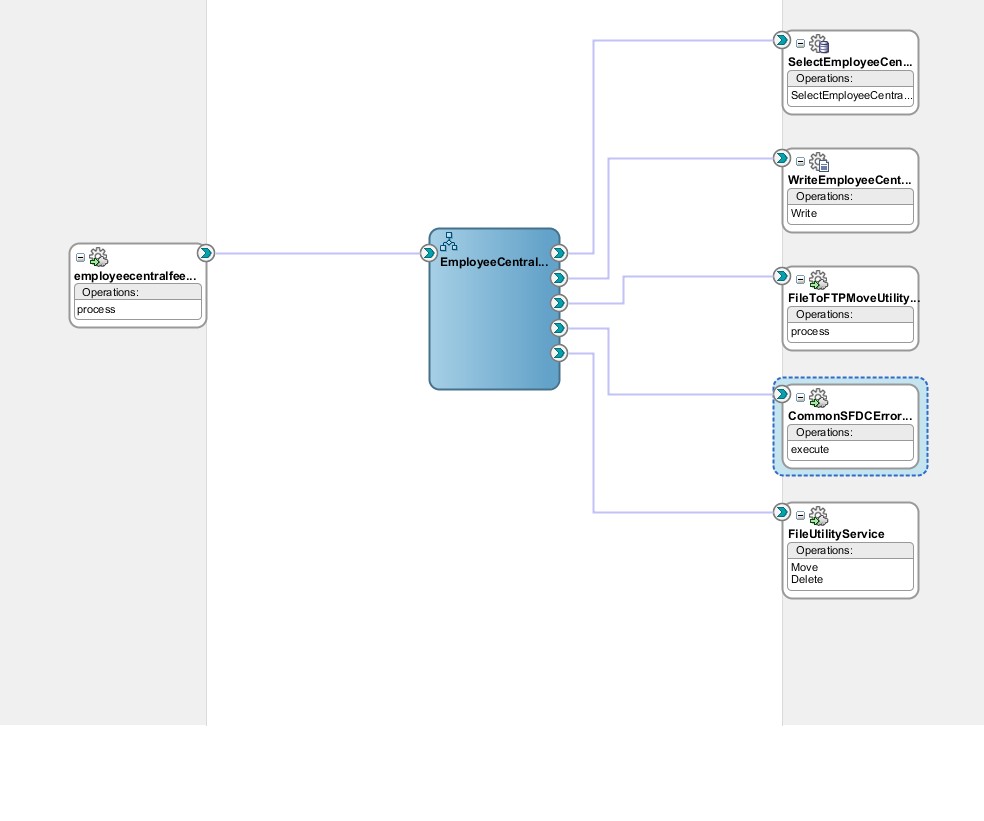 employeecentralfee...
Operations:
process
EmployeeCentral...
SelectEmployeeCen...
Operations:
SelectEmployeeCentra...
WriteEmployeeCent...
Operations:
Write
FileToFTPMoveUtility...
Operations:
process
CommonSFDCError...
Operations:
execute
FileUtilityService
Operations:
Move
Delete